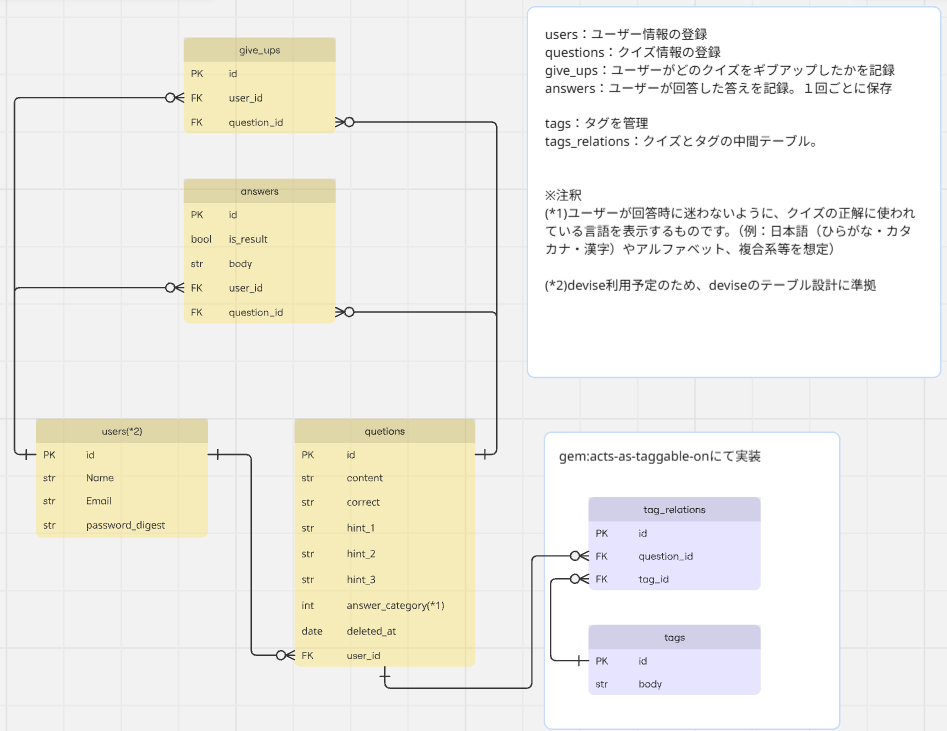 give_ups
PK id
FK user_id
FK question_id
answers
PK id
bool is_result
str body
FK user_id
FK question_id
users(*2)
PK id
str Name
str Email
str password_digest
quetions
PK id
str content
str correct
str hint_1
str hint_2
str hint_3
int answer_category(*1)
date deleted_at
FK user_id
users：ユーザー情報の登録
questions：クイズ情報の登録
give_ups：ユーザーがどのクイズをギブアップしたかを記録
answers：ユーザーが回答した答えを記録。１回ごとに保存
tags：タグを管理
tags_relations：クイズとタグの中間テーブル。
※注釈
(*1)ユーザーが回答時に迷わないように、クイズの正解に使われ
ている言語を表示するものです。（例：日本語（ひらがな・カタ
カナ・漢字）やアルファベット、複合系等を想定）
(*2)devise利用予定のため、deviseのテーブル設計に準拠
gem:acts-as-taggable-onにて実装
tag_relations
PK id
FK question_id
FK tag_id
tags
PK id
str body